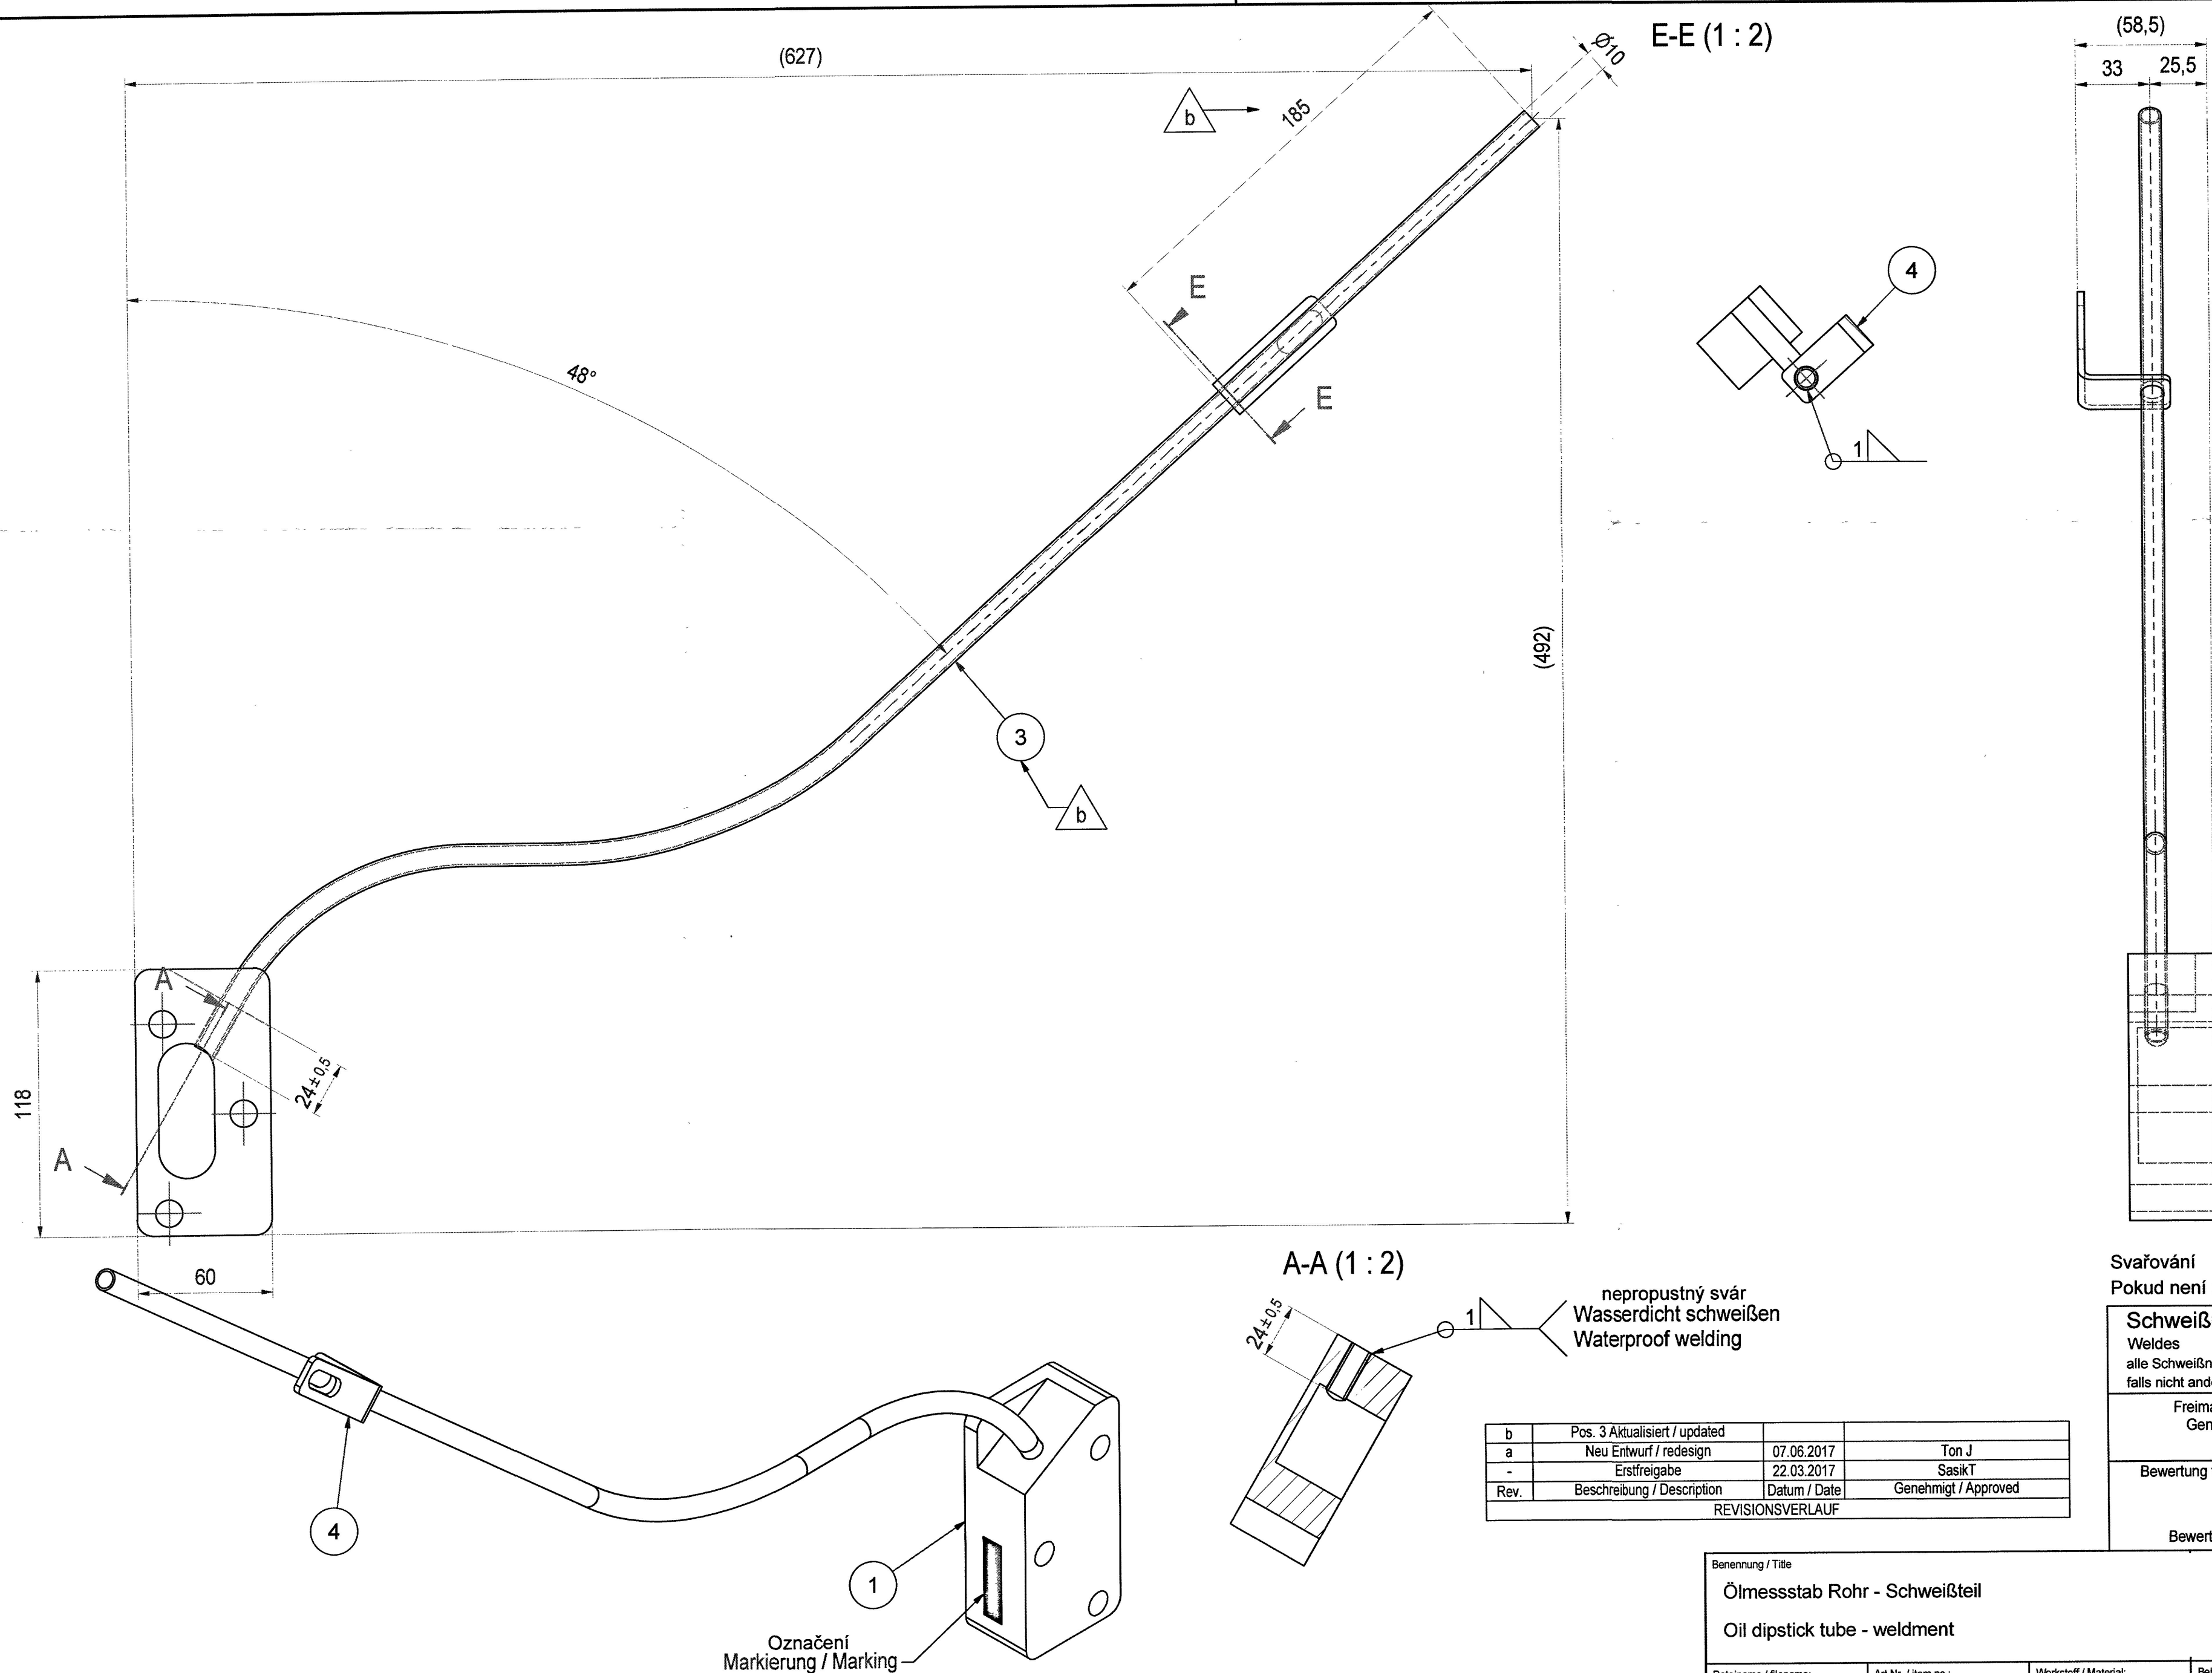 (627)
E-E (1 : 2)
(58,5)
33
25,5
Ø10
b
185
4
E
E
48°
1
(492)
3
b
A
24±0,5
118
A
60
A-A (1 : 2)
24±0,5
1
nepropustný svár
Wasserdicht schweißen
Waterproof welding
4
1
Označení
Markierung / Marking
b Pos. 3 Aktualisiert / updated
a Neu Entwurf / redesign 07.06.2017 Ton J
- Erstfreigabe 22.03.2017 SasikT
Rev. Beschreibung / Description Datum / Date Genehmigt / Approved
REVISIONSVERLAUF
Svařování
Pokud není
Schweiß
Weldes
alle Schweißn
falls nicht and
Freima
Gen
Bewertung
Bewert
Benennung / Title
Ölmessstab Rohr - Schweißteil
Oil dipstick tube - weldment